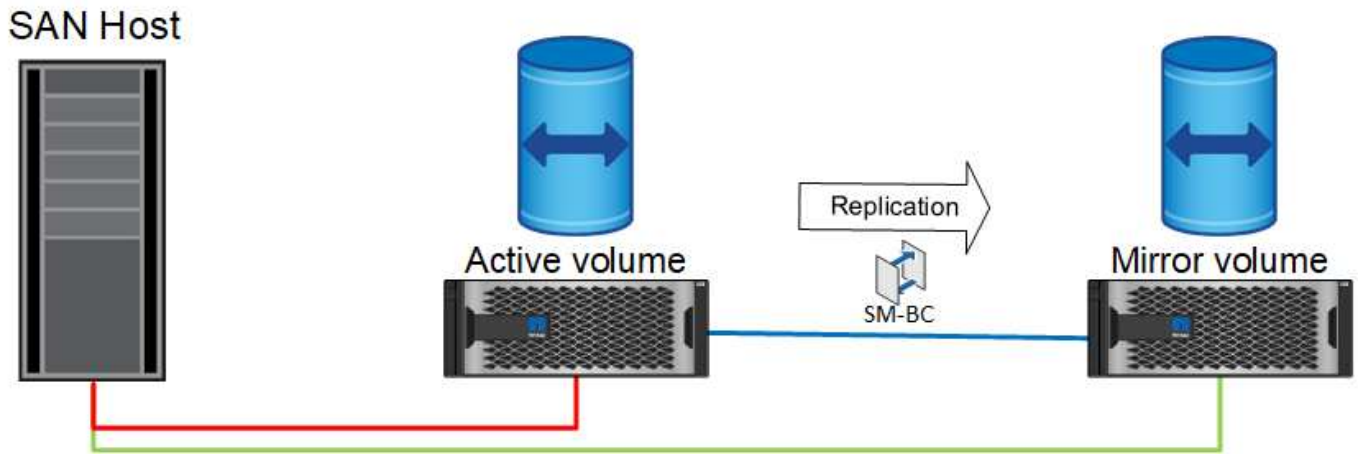 SAN Host
Replication
Active volume
Mirror volume
SM-BC